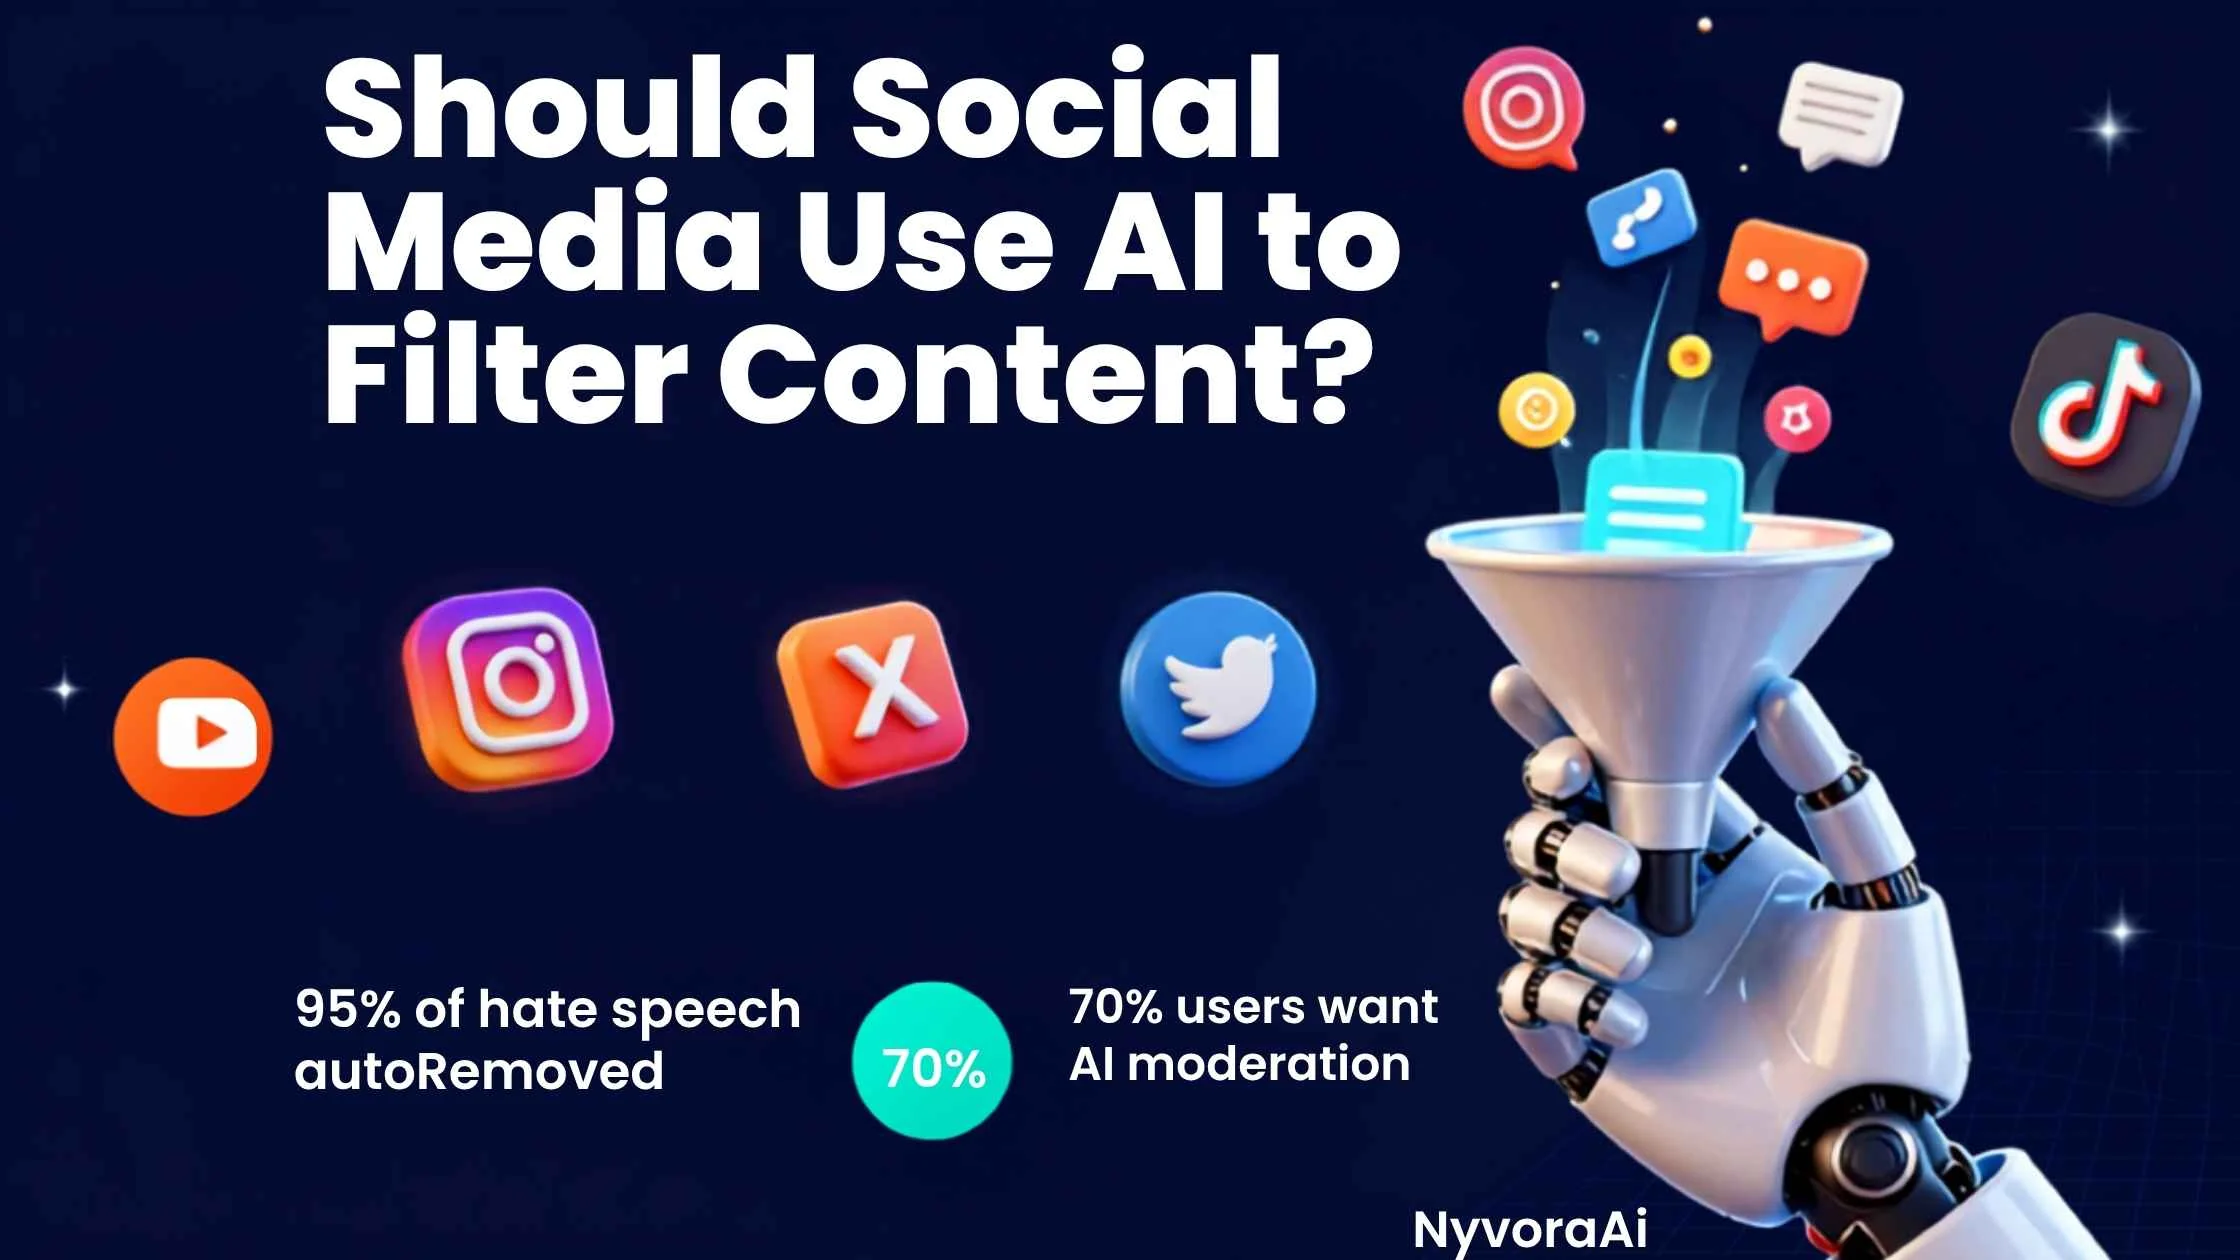 Should Social
Media Use AI to
Filter Content?
X
95% of hate speech
autoRemoved
70%
70% users want
AI moderation
NyvoraAi